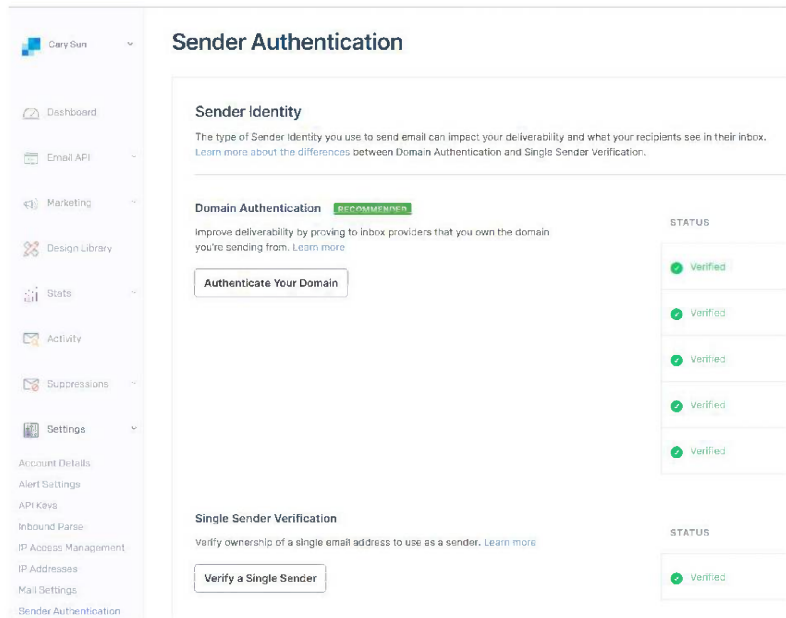 Cary Sun
Sender Authentication
Dashboard
Email API
Marketing
Design Library
Stats
Activity
Suppressions
Settings
Account Details
Alert Settings
API Keys
Inbound Parse
IP Access Management
IP Addresses
Mail Settings
Sender Authentication
Sender Identity
The type of Sender Identity you use to send email can impact your deliverability and what your recipients see in their inbox.
Learn more about the differences between Domain Authentication and Single Sender Verification.
Domain Authentication RECOMMENDED
Improve deliverability by proving to inbox providers that you own the domain
you're sending from. Learn more
Authenticate Your Domain
STATUS
Verified
Verified
Verified
Verified
Verified
Single Sender Verification
Verify ownership of a single email address to use as a sender. Learn more
Verify a Single Sender
STATUS
Verified